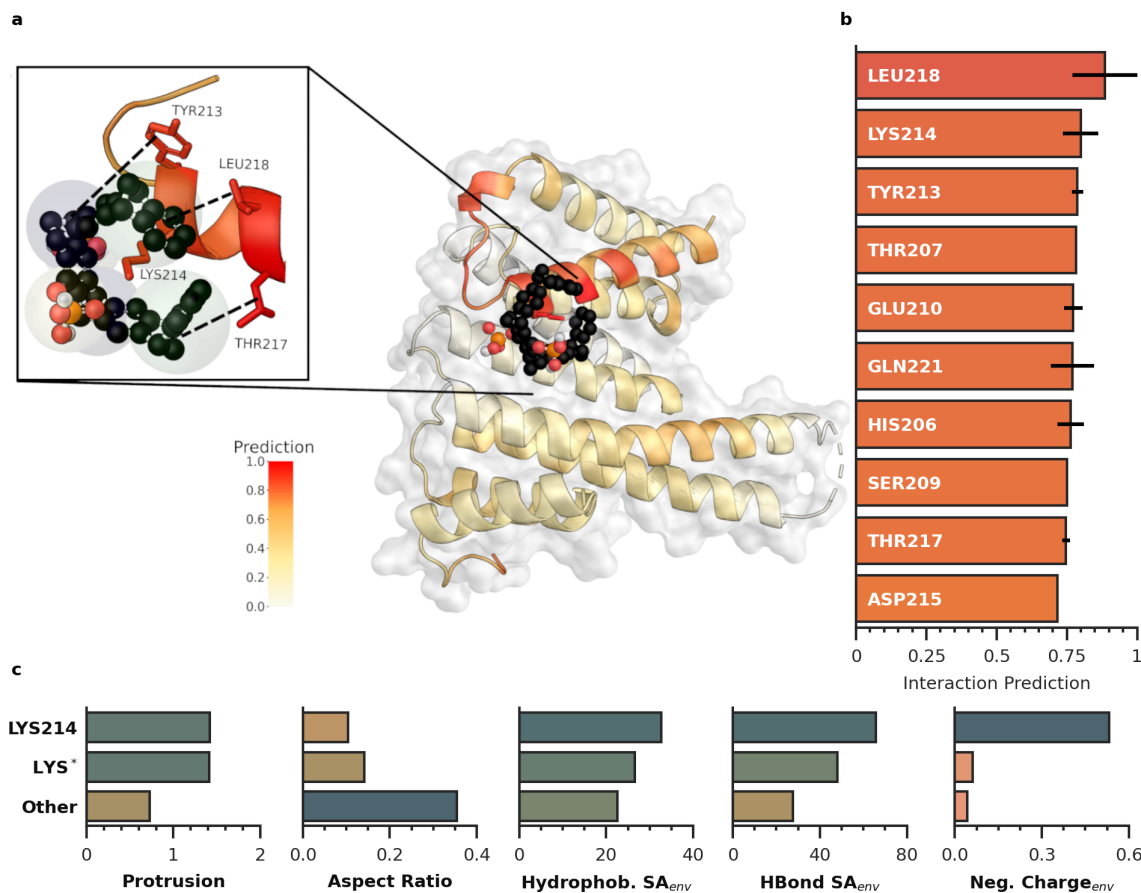 a
TYR213
LEU218
LYS214
THR217
Prediction
1.0
0.8
0.6
0.4
0.2
0.0
b
LEU218
LYS214
TYR213
THR207
GLU210
GLN221
HIS206
SER209
THR217
ASP215
0 0.25 0.5 0.75 1
Interaction Prediction
c
LYS214
LYS*
Other
0 1 2
Protrusion
0.0 0.2 0.4
Aspect Ratio
0 20 40
Hydrophob. SAenv
0 40 80
HBond SAenv
0.0 0.3 0.6
Neg. Chargeenv